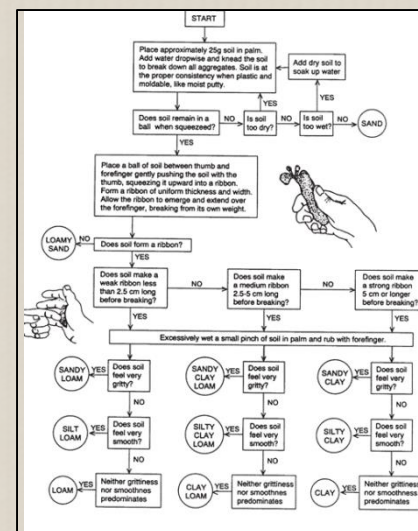 START
Place approximately 25g soil in palm.
Add water dropwise and knead the soil
to break down all aggregates. Soil is at
the proper consistency when plastic and
moldable, like moist putty.
Add dry soil to
soak up water
YES
YES
Does soil remain in a
ball when squeezeed?
NO
Is soil
too dry?
NO
Is soil
too wet?
NO
SAND
YES
Place a ball of soil between thumb and
forefinger gently pushing the soil with the
thumb, squeezing it upward into a ribbon.
Form a ribbon of uniform thickness and width.
Allow the ribbon to emerge and extend over
the forefinger, breaking from its own weight.
LOAMY
SAND
NO
Does soil form a ribbon?
YES
Does soil make a
weak ribbon less
than 2.5 cm long
before breaking?
NO
Does soil make
a medium ribbon
2.5-5 cm long
before breaking?
NO
Does soil make
a strong ribbon
5 cm or longer
before breaking?
YES
YES
YES
Excessively wet a small pinch of soil in palm and rub with forefinger.
SANDY
LOAM
YES
Does soil
feel very
gritty?
SANDY
CLAY
LOAM
YES
Does soil
feel very
gritty?
SANDY
CLAY
YES
Does soil
feel very
gritty?
NO
NO
NO
SILT
LOAM
YES
Does soil
feel very
smooth?
SILTY
CLAY
LOAM
YES
Does soil
feel very
smooth?
SILTY
CLAY
YES
Does soil
feel very
smooth?
NO
NO
NO
LOAM
YES
Neither grittiness
nor smoothnes
predominates
CLAY
LOAM
YES
Neither grittiness
nor smoothnes
predominates
CLAY
YES
Neither grittiness
nor smoothnes
predominates